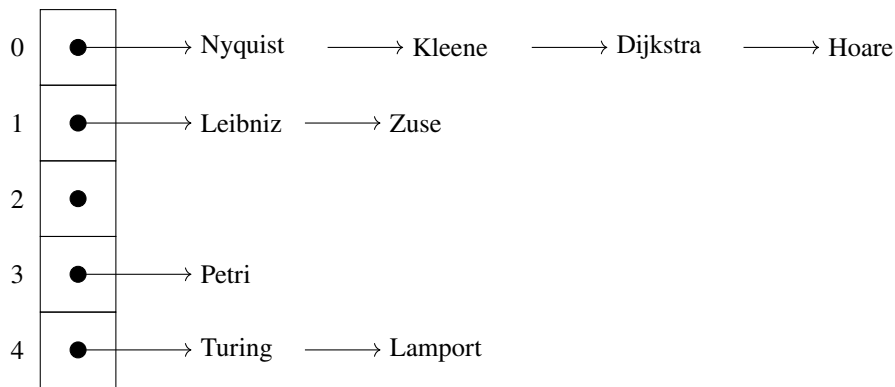 0 Nyquist Kleene Dijkstra Hoare
1 Leibniz Zuse
2
3 Petri
4 Turing Lamport